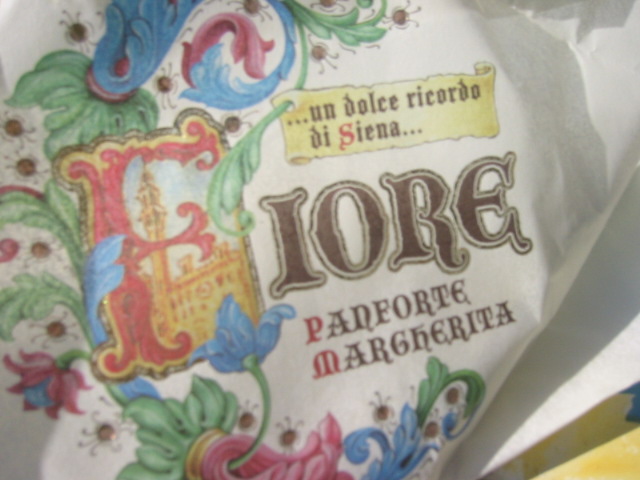 ...un dolce ricordo
di Siena...
FIORE
PANFORTE
MARGHERITA